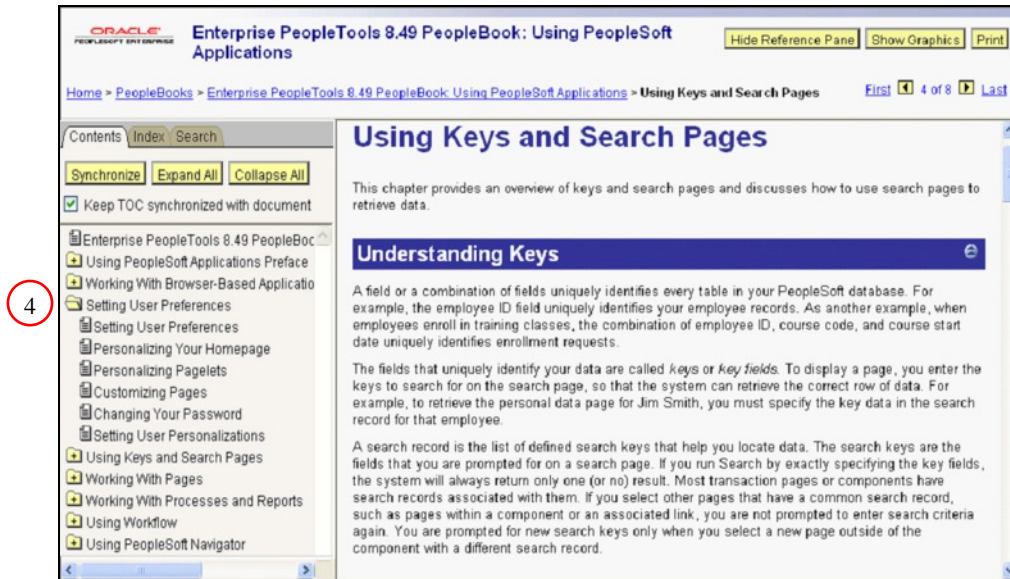 ORACLE'
PEOPLESOFT ENTERPRISE
Enterprise PeopleTools 8.49 PeopleBook: Using PeopleSoft
Applications
Hide Reference Pane Show Graphics Print
Home > PeopleBooks > Enterprise PeopleTools 8.49 PeopleBook: Using PeopleSoft Applications > Using Keys and Search Pages First 4 of 8 Last
Contents Index Search
Synchronize Expand All Collapse All
Keep TOC synchronized with document
Enterprise PeopleTools 8.49 PeopleBoo
Using PeopleSoft Applications Preface
Working With Browser-Based Applicatio
4
Setting User Preferences
Setting User Preferences
Personalizing Your Homepage
Personalizing Pagelets
Customizing Pages
Changing Your Password
Setting User Personalizations
Using Keys and Search Pages
Working With Pages
Working With Processes and Reports
Using Workflow
Using PeopleSoft Navigator
Using Keys and Search Pages
This chapter provides an overview of keys and search pages and discusses how to use search pages to
retrieve data.
Understanding Keys
A field or a combination of fields uniquely identifies every table in your PeopleSoft database. For
example, the employee ID field uniquely identifies your employee records. As another example, when
employees enroll in training classes, the combination of employee ID, course code, and course start
date uniquely identifies enrollment requests.
The fields that uniquely identify your data are called keys or key fields. To display a page, you enter the
keys to search for on the search page, so that the system can retrieve the correct row of data. For
example, to retrieve the personal data page for Jim Smith, you must specify the key data in the search
record for that employee.
A search record is the list of defined search keys that help you locate data. The search keys are the
fields that you are prompted for on a search page. If you run Search by exactly specifying the key fields,
the system will always return only one (or no) result. Most transaction pages or components have
search records associated with them. If you select other pages that have a common search record,
such as pages within a component or an associated link, you are not prompted to enter search criteria
again. You are prompted for new search keys only when you select a new page outside of the
component with a different search record.